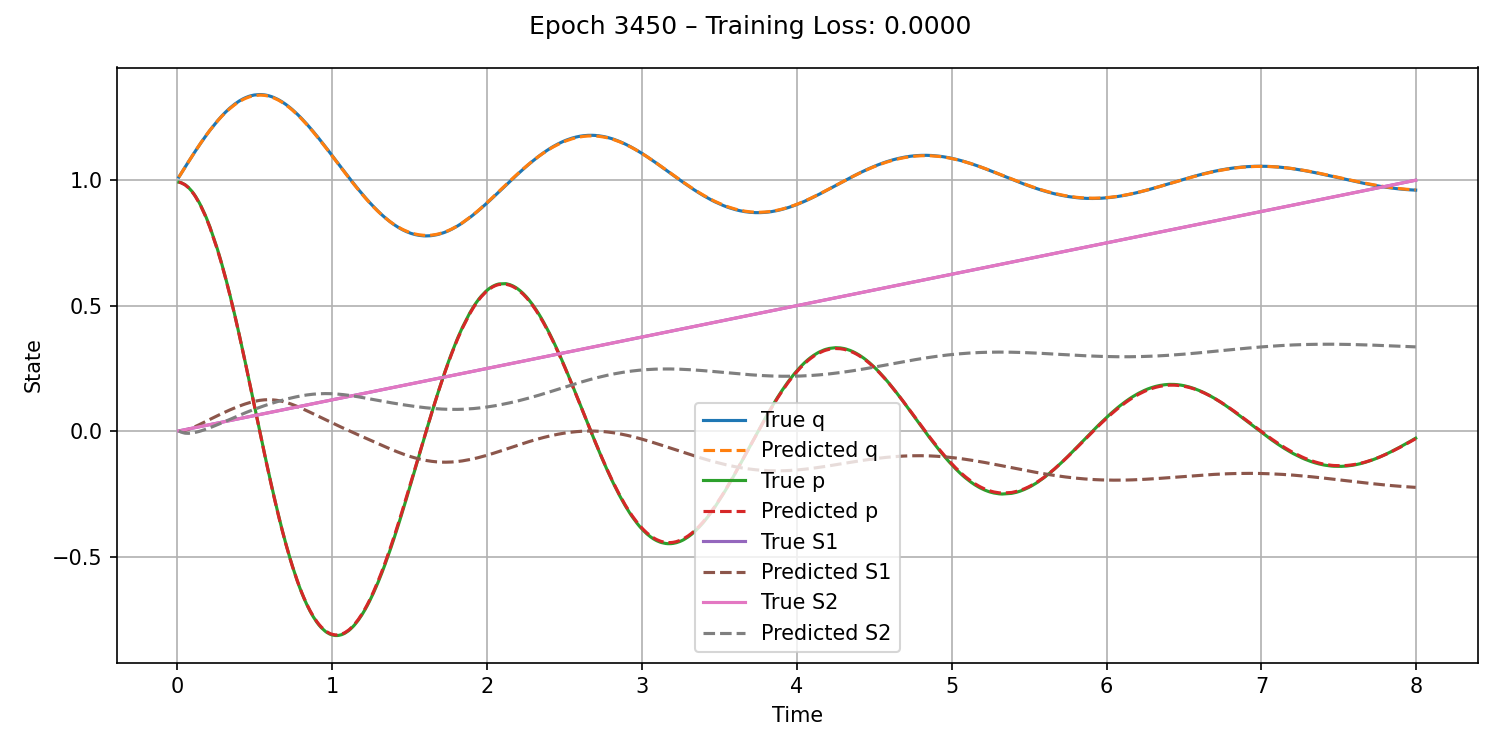 Epoch 3450 – Training Loss: 0.0000
State
1.0
0.5
0.0
−0.5
True q
Predicted q
True p
Predicted p
True S1
Predicted S1
True S2
Predicted S2
0 1 2 3 4 5 6 7 8
Time